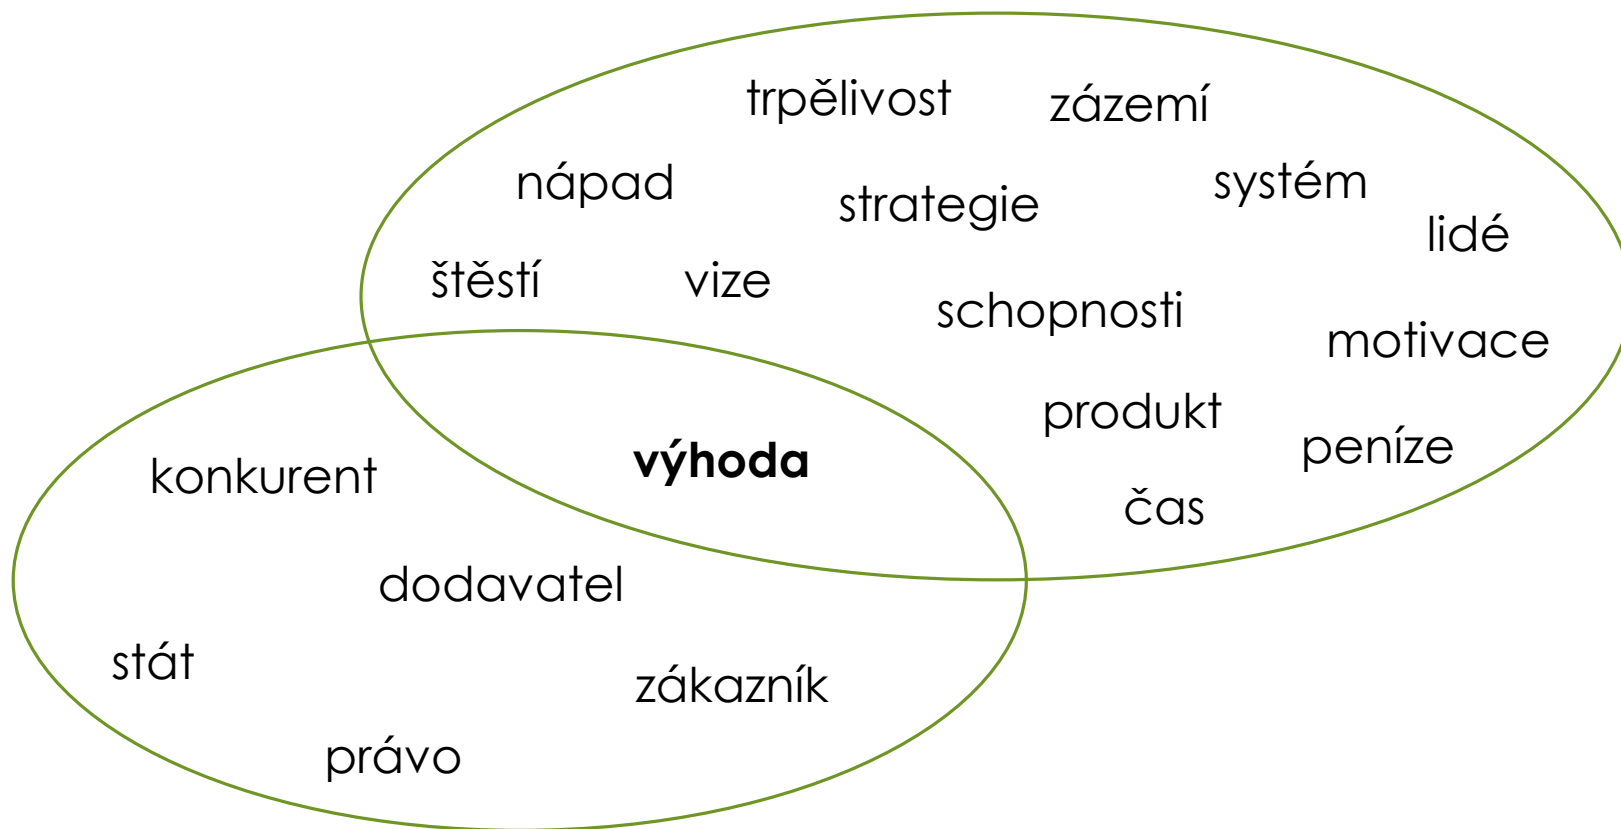 trpělivost
zázemí
nápad
strategie
systém
lidé
štěstí
vize
schopnosti
motivace
produkt
peníze
čas
výhoda
konkurent
dodavatel
stát
zákazník
právo